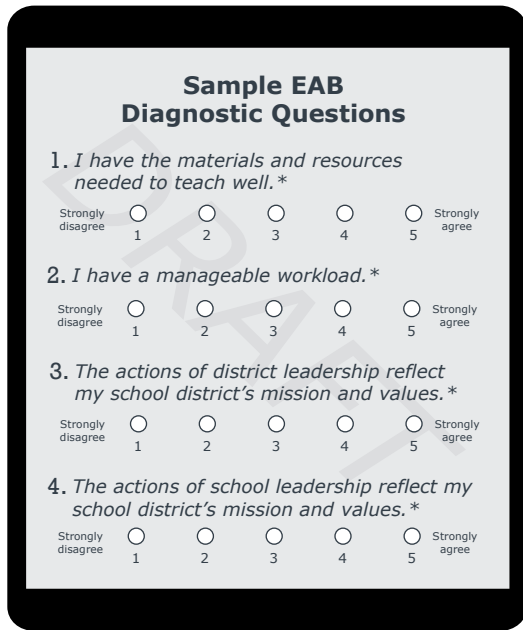 Sample EAB
Diagnostic Questions
1. I have the materials and resources
needed to teach well.*
Strongly disagree 1 2 3 4 5 Strongly agree
2. I have a manageable workload.*
Strongly disagree 1 2 3 4 5 Strongly agree
3. The actions of district leadership reflect
my school district’s mission and values.*
Strongly disagree 1 2 3 4 5 Strongly agree
4. The actions of school leadership reflect my
school district’s mission and values.*
Strongly disagree 1 2 3 4 5 Strongly agree
DRAFT